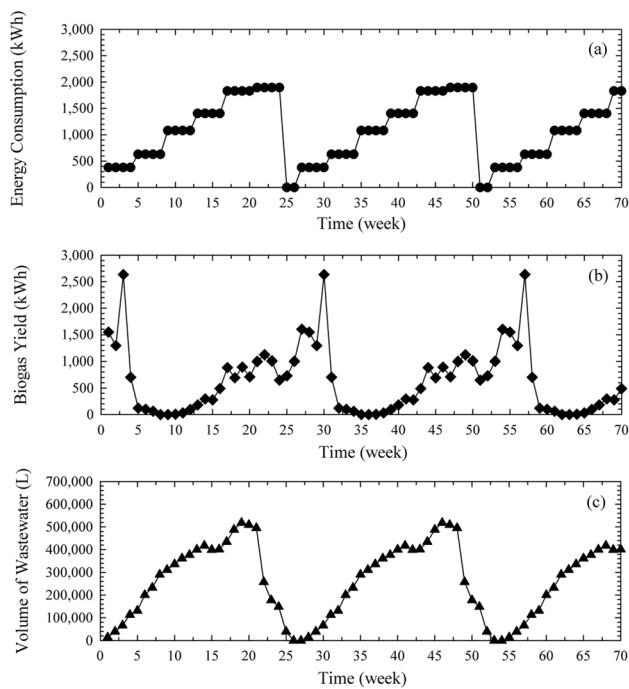 Energy Consumption (kWh)
3,000
2,500
2,000
1,500
1,000
500
0
(a)
0 5 10 15 20 25 30 35 40 45 50 55 60 65 70
Time (week)
Biogas Yield (kWh)
3,000
2,500
2,000
1,500
1,000
500
0
(b)
0 5 10 15 20 25 30 35 40 45 50 55 60 65 70
Time (week)
Volume of Wastewater (L)
700,000
600,000
500,000
400,000
300,000
200,000
100,000
0
(c)
0 5 10 15 20 25 30 35 40 45 50 55 60 65 70
Time (week)